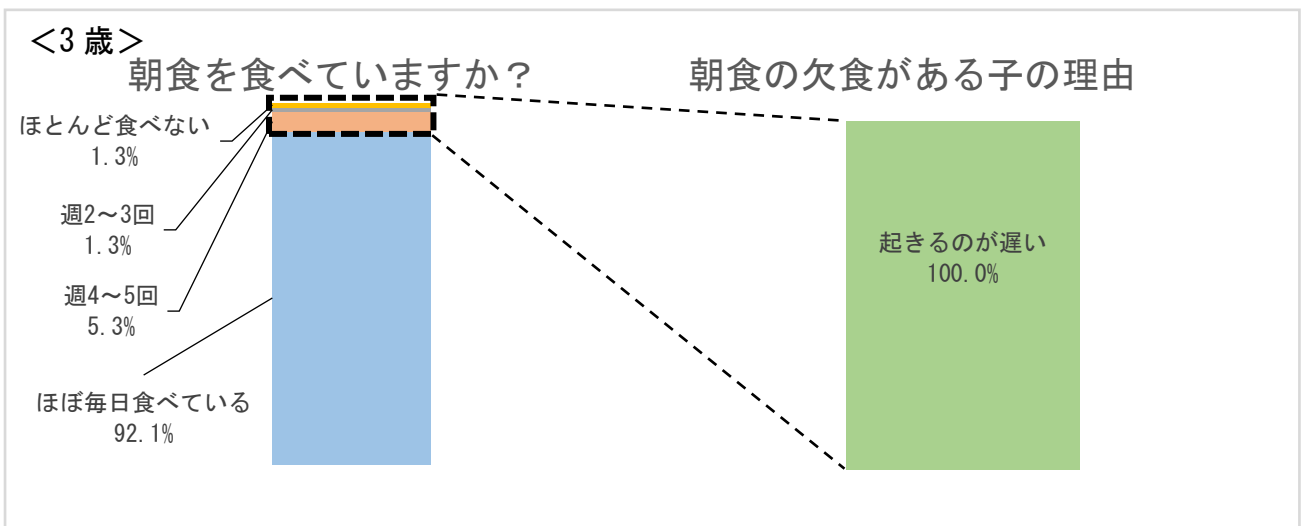 ＜3歳＞
朝食を食べていますか？
朝食の欠食がある子の理由
ほとんど食べない
1.3%
週2～3回
1.3%
週4～5回
5.3%
ほぼ毎日食べている
92.1%
起きるのが遅い
100.0%